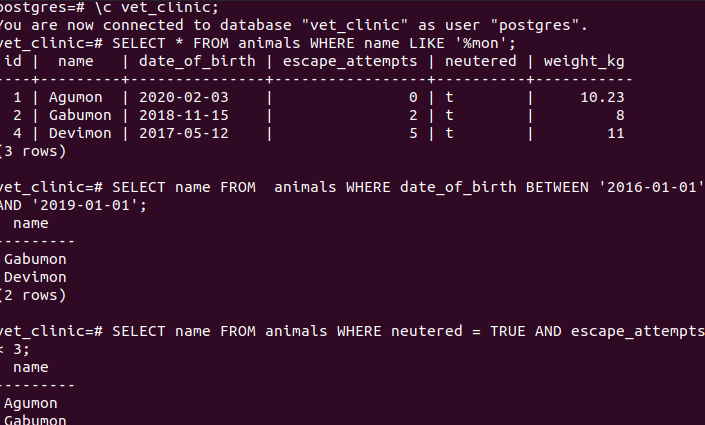 postgres=# \c vet_clinic;
You are now connected to database "vet_clinic" as user "postgres".
vet_clinic=# SELECT * FROM animals WHERE name LIKE '%mon';
 id |  name   | date_of_birth | escape_attempts | neutered | weight_kg
----+---------+---------------+-----------------+----------+-----------
  1 | Agumon  | 2020-02-03    |               0 | t        |     10.23
  2 | Gabumon | 2018-11-15    |               2 | t        |         8
  4 | Devimon | 2017-05-12    |               5 | t        |        11
(3 rows)
vet_clinic=# SELECT name FROM  animals WHERE date_of_birth BETWEEN '2016-01-01'
AND '2019-01-01';
  name
---------
 Gabumon
 Devimon
(2 rows)
vet_clinic=# SELECT name FROM animals WHERE neutered = TRUE AND escape_attempts
< 3;
  name
---------
 Agumon
 Gabumon